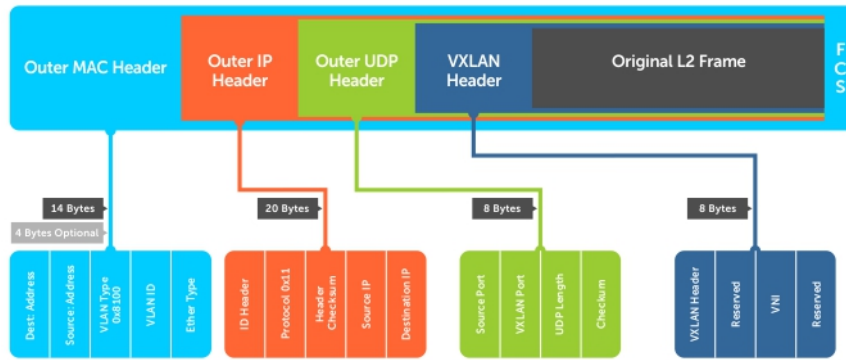 Outer MAC Header
Outer IP
Header
Outer UDP
Header
VXLAN
Header
Original L2 Frame
F
C
S
14 Bytes
4 Bytes Optional
20 Bytes
8 Bytes
8 Bytes
Dest: Address
Source: Address
VLAN Type
0x8100
VLAN ID
Ether Type
ID Header
Protocol 0x11
Header
Checksum
Source IP
Destination IP
Source Port
VXLAN Port
UDP Length
Checkum
VXLAN Header
Reserved
VNI
Reserved